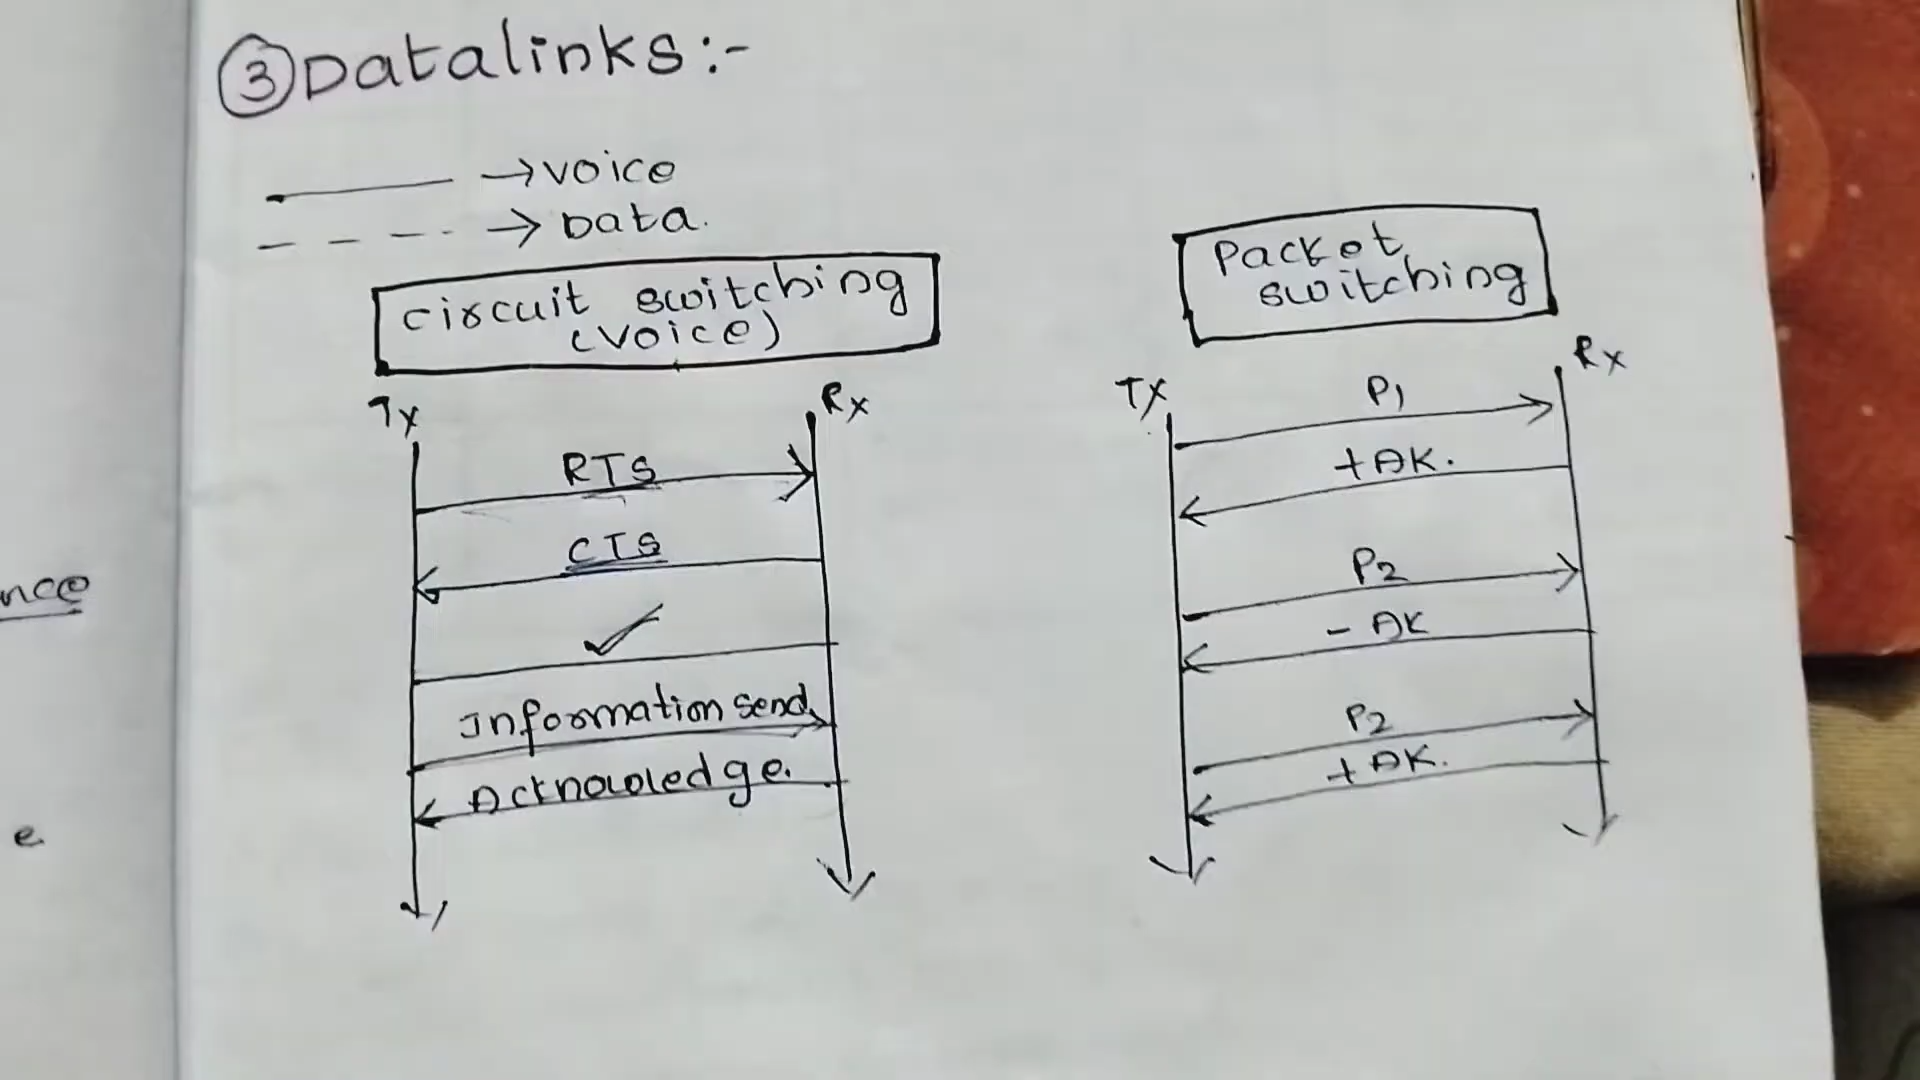 ③ Datalinks:-
→ voice
→ Data.
circuit switching
(voice)
Tx Rx
RTS
CTS
✓
Information send
Acknowledge.
Packet
switching
Tx Rx
P1
+AK.
P2
- AK
P2
+AK.
nce
e